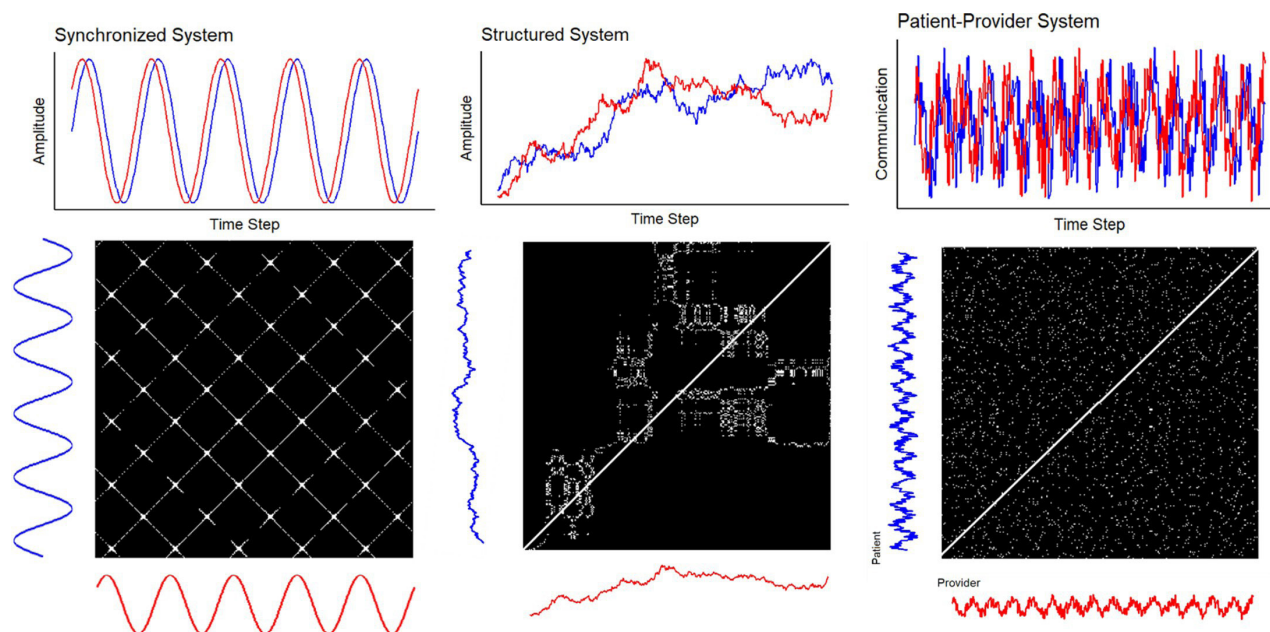 Synchronized System
Amplitude
Time Step
Structured System
Amplitude
Time Step
Patient-Provider System
Communication
Time Step
Patient
Provider